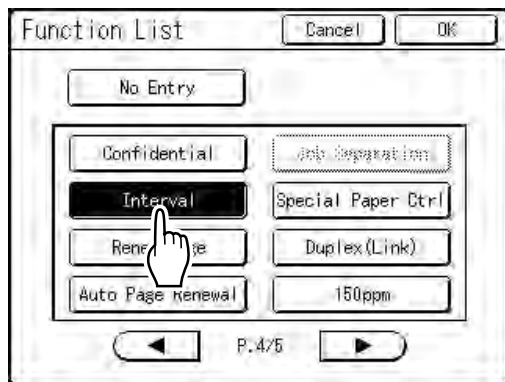 Function List Cancel OK
No Entry
Confidential Job Separation
Interval Special Paper Ctrl
Duplex(Link)
Auto Page Renewal 150ppm
P.4/5